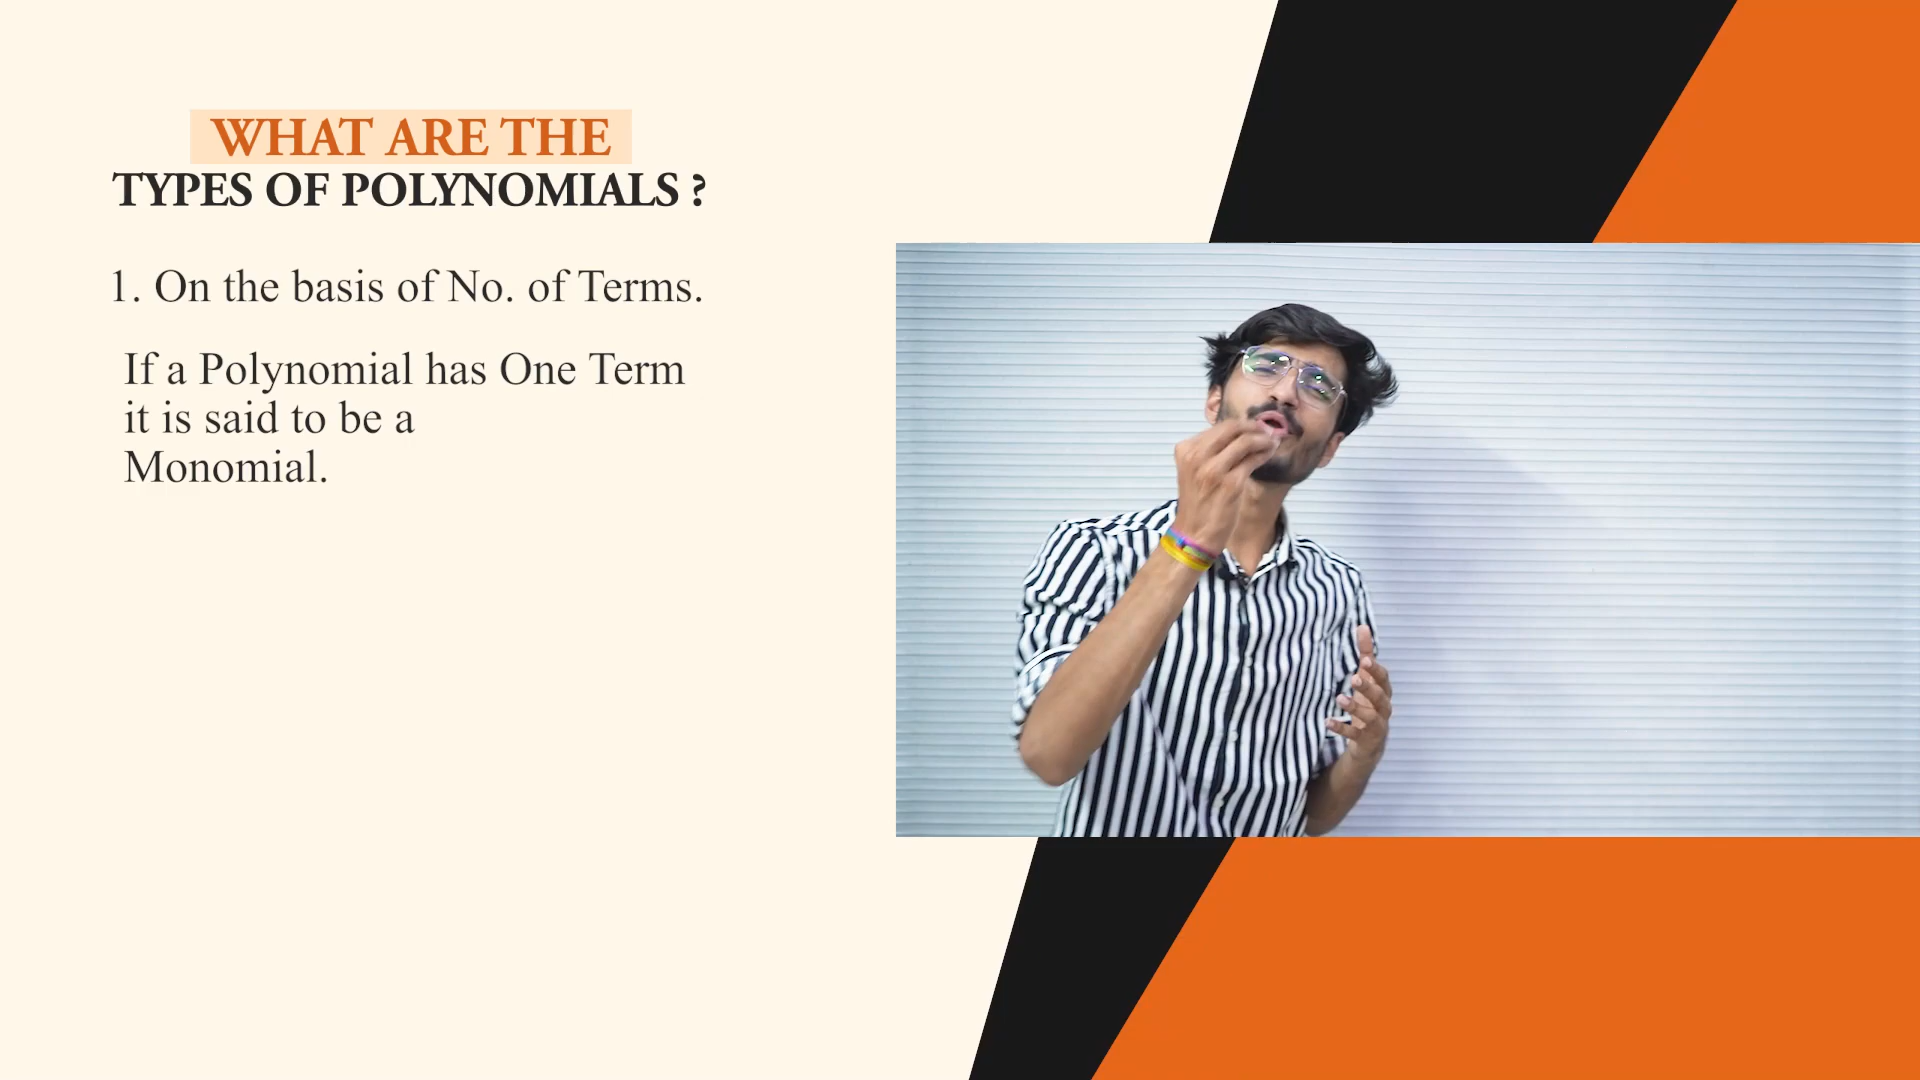 WHAT ARE THE
TYPES OF POLYNOMIALS ?
1. On the basis of No. of Terms.
If a Polynomial has One Term
it is said to be a
Monomial.